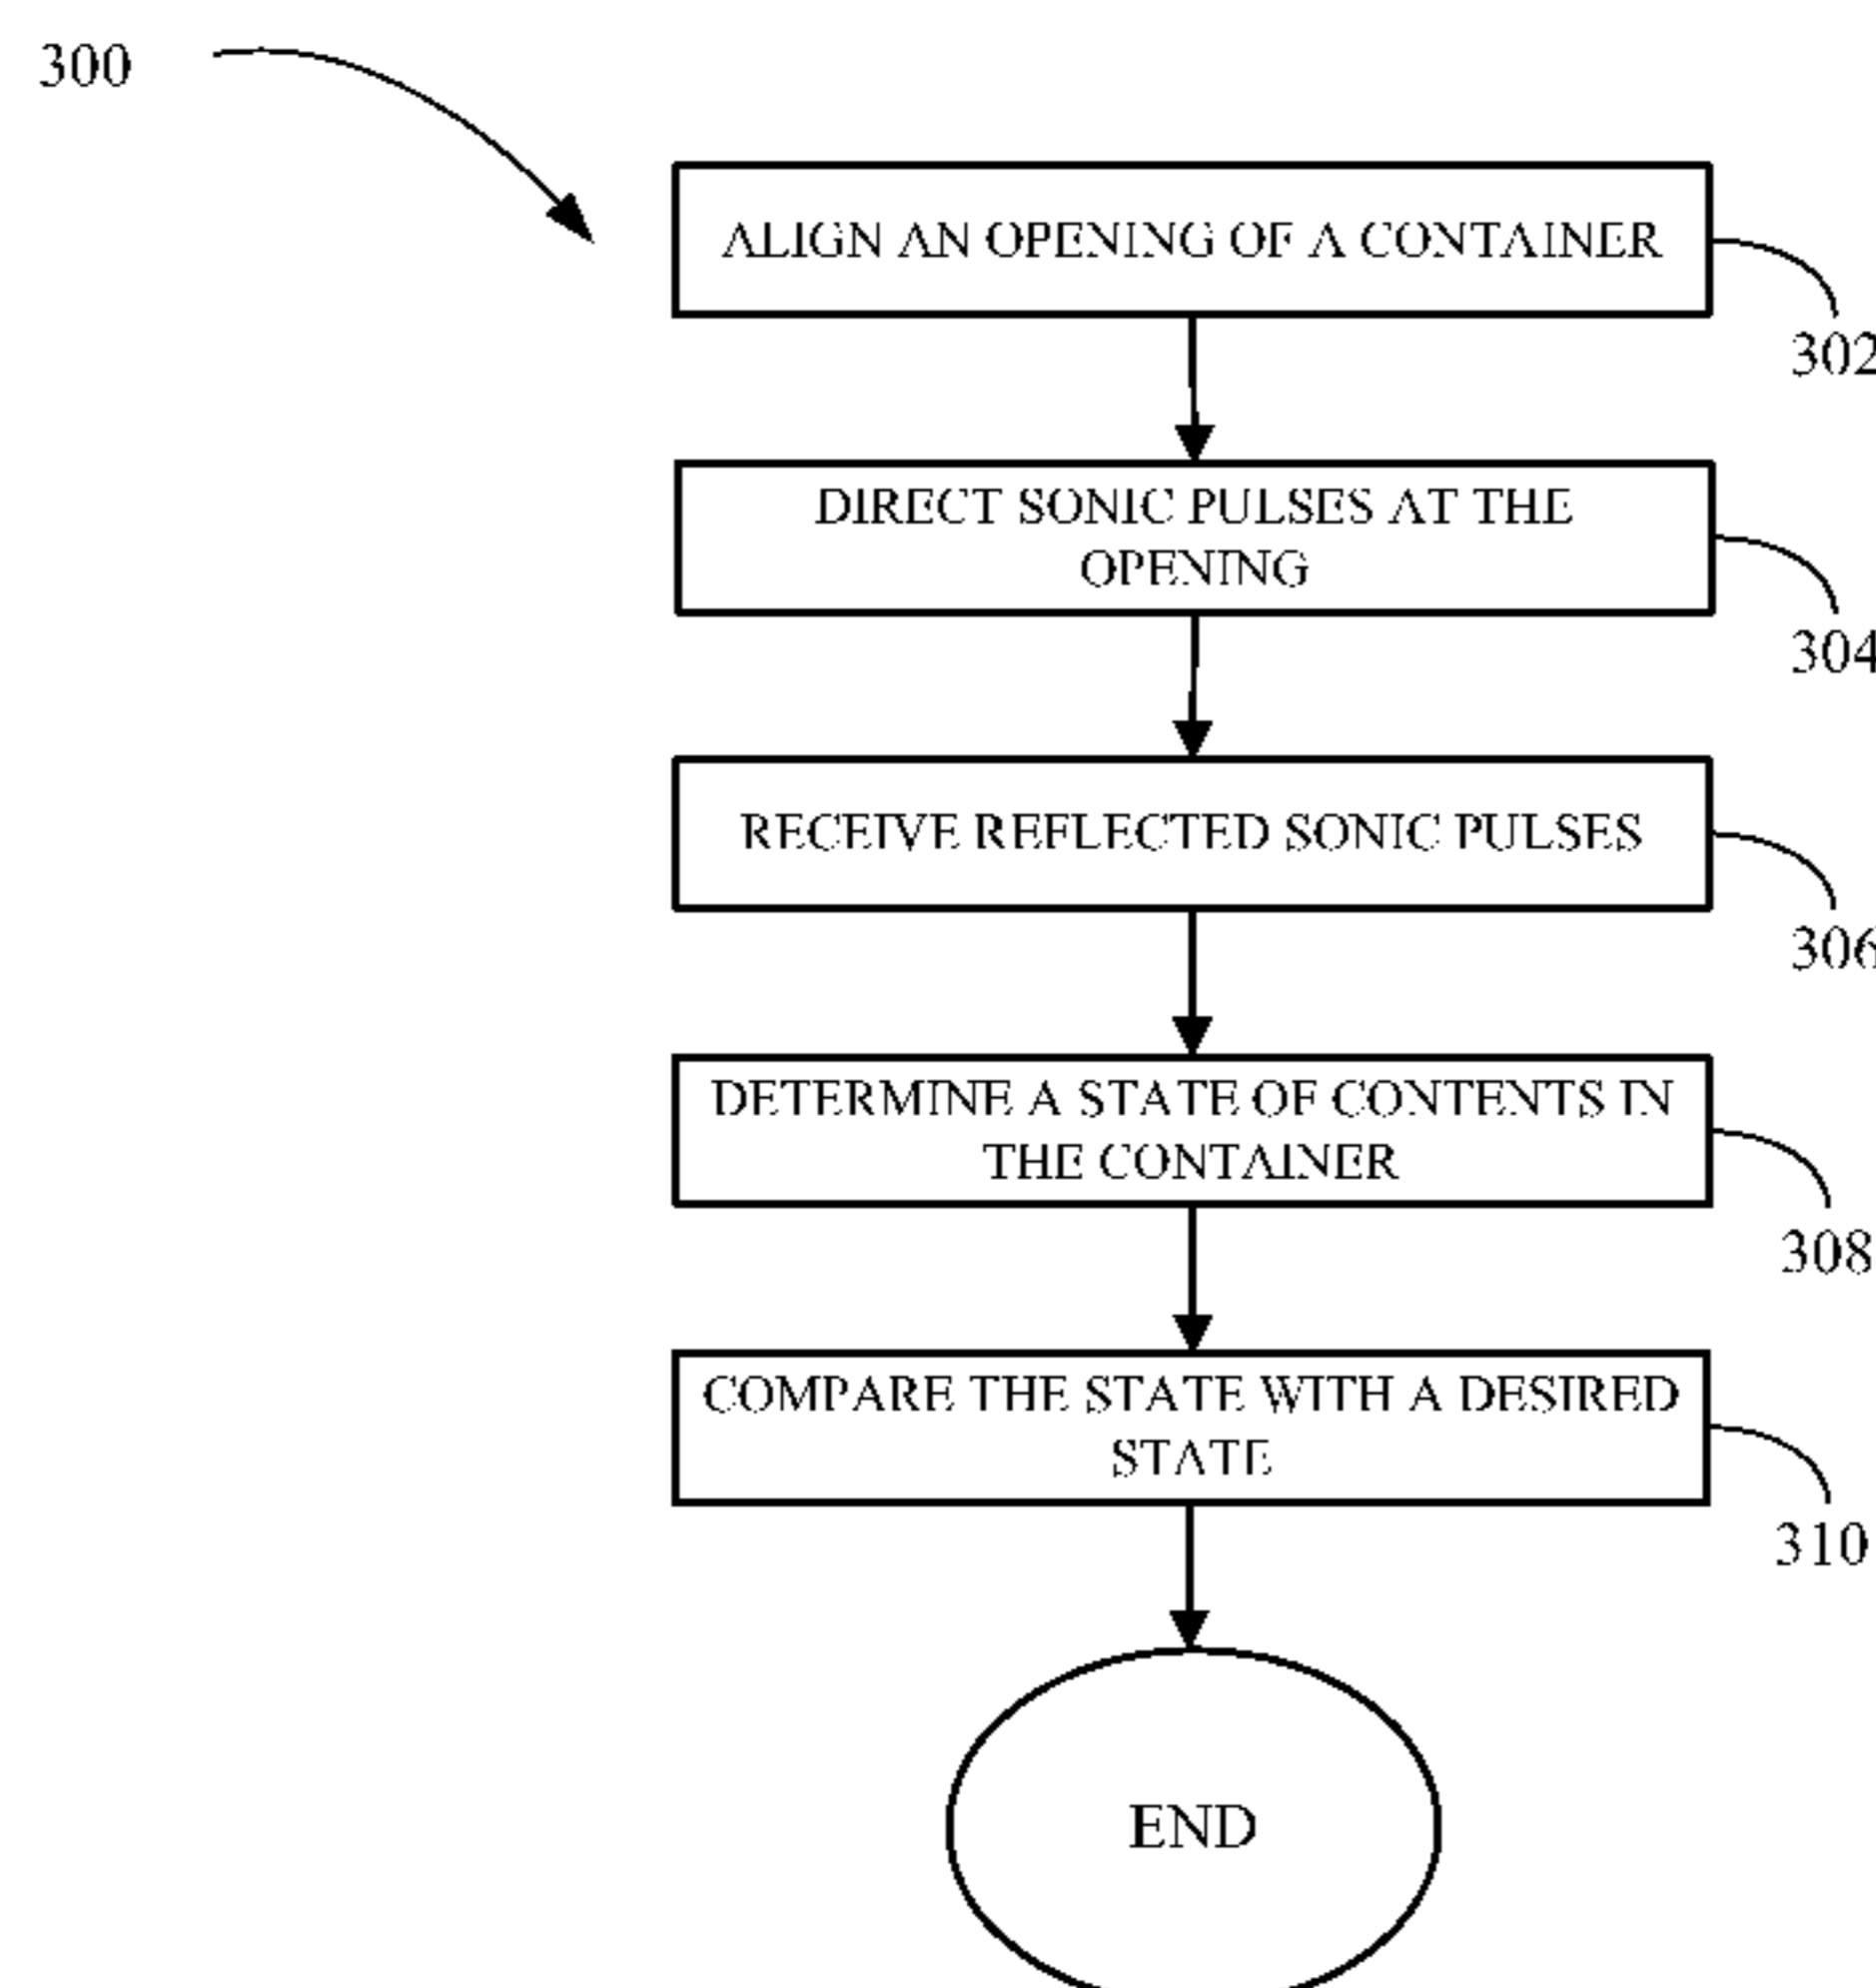 300
ALIGN AN OPENING OF A CONTAINER
302
DIRECT SONIC PULSES AT THE
OPENING
304
RECEIVE REFLECTED SONIC PULSES
306
DETERMINE A STATE OF CONTENTS IN
THE CONTAINER
308
COMPARE THE STATE WITH A DESIRED
STATE
310
END